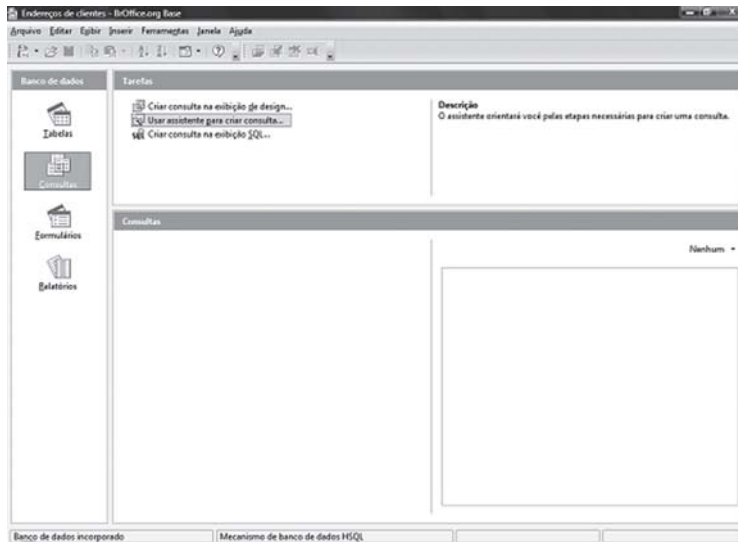 Endereços de clientes - BrOffice.org Base
Arquivo Editar Exibir Inserir Ferramentas Janela Ajuda
Banco de dados
Tarefas
Tabelas
Consultas
Formulários
Relatórios
Criar consulta na exibição de design...
Usar assistente para criar consulta...
SQL Criar consulta na exibição SQL...
Descrição
O assistente orientará você pelas etapas necessárias para criar uma consulta.
Consultas
Nenhum
Banco de dados incorporado
Mecanismo de banco de dados HSQL